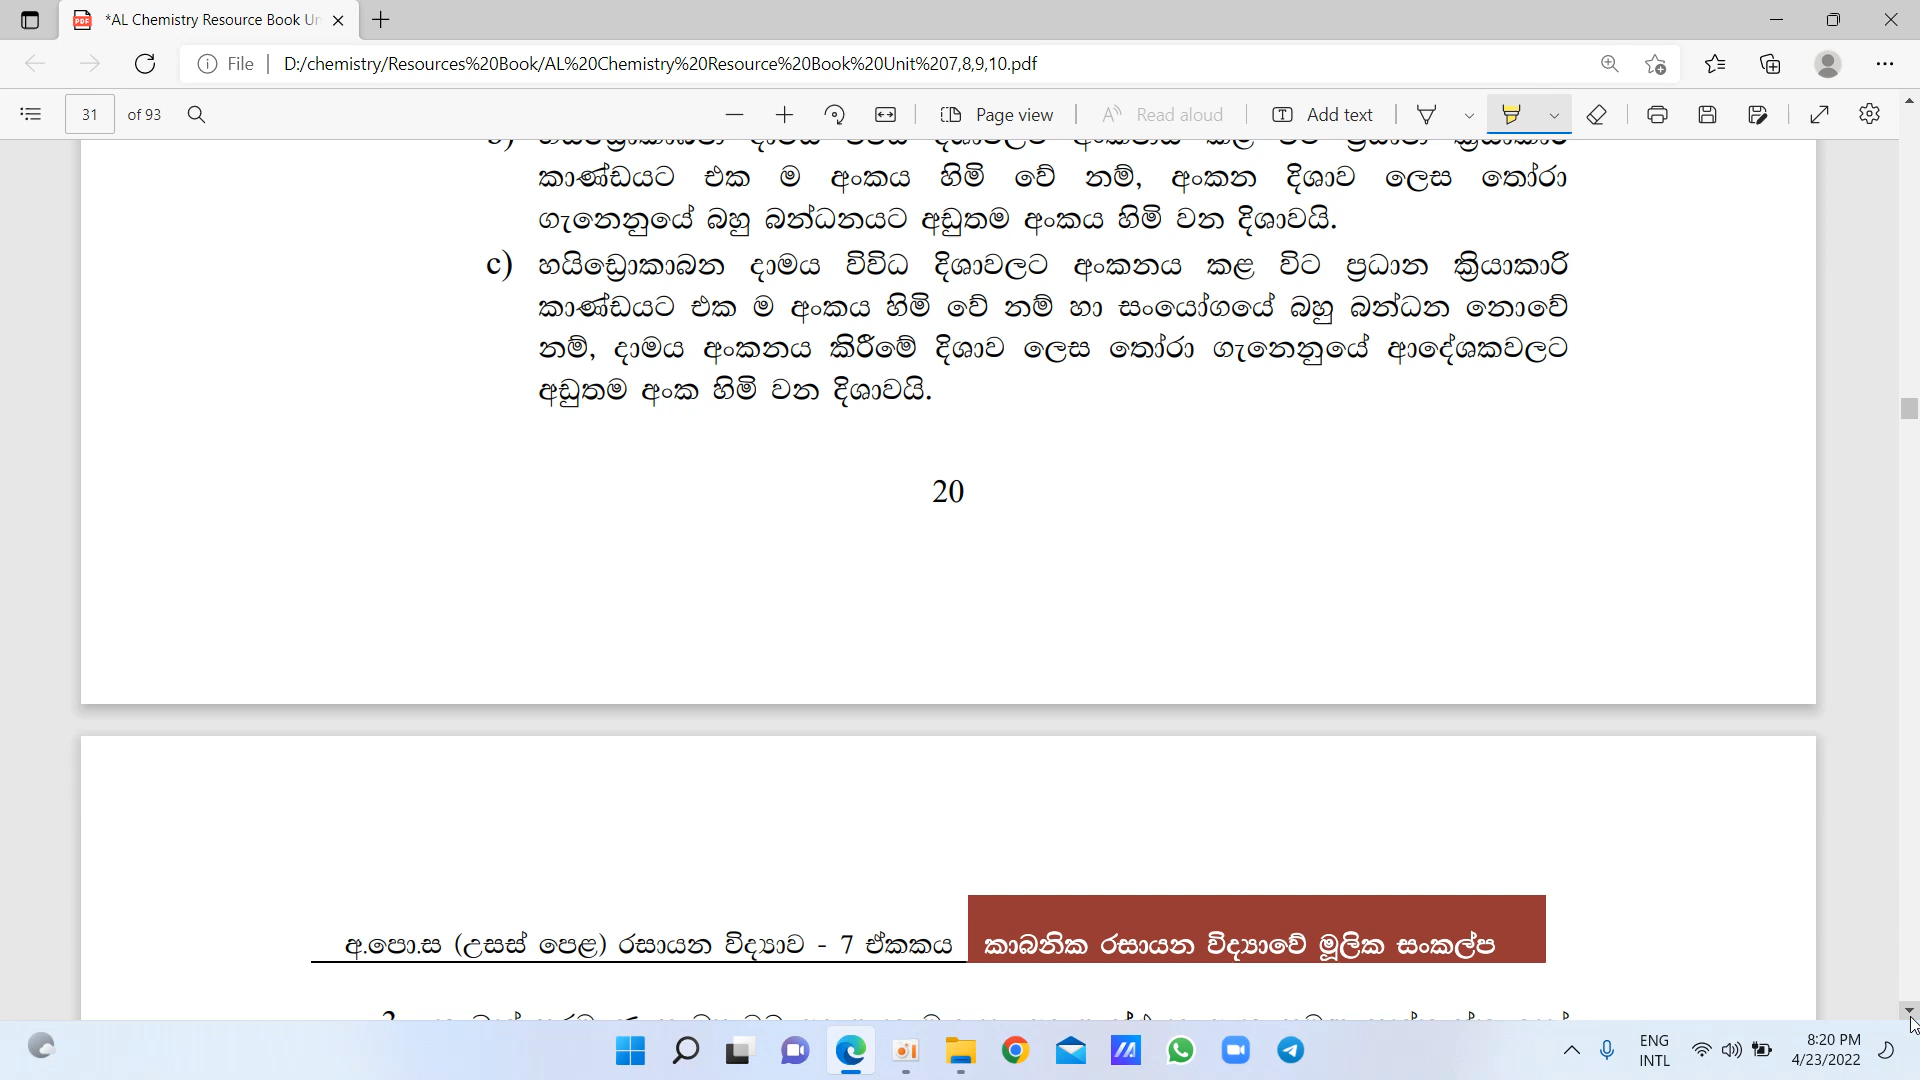 *AL Chemistry Resource Book Un
File
D:/chemistry/Resources%20Book/AL%20Chemistry%20Resource%20Book%20Unit%207,8,9,10.pdf
31 of 93
Page view
Read aloud
Add text
කාණ්ඩයට එක ම අංකය හිමි වේ නම්, අංකන දිශාව ලෙස තෝරා
ගැනෙනුයේ බහු බන්ධනයට අඩුතම අංකය හිමි වන දිශාවයි.
c) හයිඩ්‍රොකාබන දාමය විවිධ දිශාවලට අංකනය කළ විට ප්‍රධාන ක්‍රියාකාරි
කාණ්ඩයට එක ම අංකය හිමි වේ නම් හා සංයෝගයේ බහු බන්ධන නොවේ
නම්, දාමය අංකනය කිරීමේ දිශාව ලෙස තෝරා ගැනෙනුයේ ආදේශකවලට
අඩුතම අංක හිමි වන දිශාවයි.
20
අ.පො.ස (උසස් පෙළ) රසායන විද්‍යාව - 7 ඒකකය කාබනික රසායන විද්‍යාවේ මූලික සංකල්ප
ENG
INTL
8:20 PM
4/23/2022